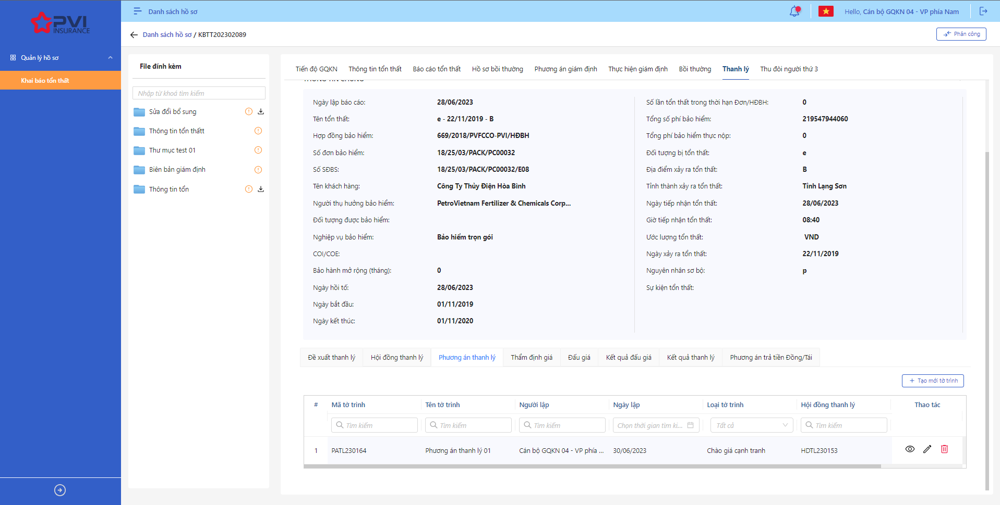 Danh sách hồ sơ
Hello, Cán bộ GQKN 04 - VP phía Nam
PVI
INSURANCE
Danh sách hồ sơ / KBTT202302089
Phân công
Quản lý hồ sơ
Khai báo tổn thất
File đính kèm
Nhập từ khoá tìm kiếm
Sửa đổi bổ sung
Thông tin tổn thấtt
Thư mục test 01
Biên bản giám định
Thông tin tổn
Tiến độ GQKN Thông tin tổn thất Báo cáo tổn thất Hồ sơ bồi thường Phương án giám định Thực hiện giám định Bồi thường Thanh lý Thu đòi người thứ 3
THÔNG TIN CHUNG
Ngày lập báo cáo: 28/06/2023
Tên tổn thất: e - 22/11/2019 - B
Hợp đồng bảo hiểm: 669/2018/PVFCCO-PVI/HĐBH
Số đơn bảo hiểm: 18/25/03/PACK/PC00032
Số SĐBS: 18/25/03/PACK/PC00032/E08
Tên khách hàng: Công Ty Thủy Điện Hòa Bình
Người thụ hưởng bảo hiểm: PetroVietnam Fertilizer & Chemicals Corp...
Đối tượng được bảo hiểm:
Nghiệp vụ bảo hiểm: Bảo hiểm trọn gói
COI/COE:
Bảo hành mở rộng (tháng): 0
Ngày hồi tố: 28/06/2023
Ngày bắt đầu: 01/11/2019
Ngày kết thúc: 01/11/2020
Số lần tổn thất trong thời hạn Đơn/HĐBH: 0
Tổng số phí bảo hiểm: 219547944060
Tổng phí bảo hiểm thực nộp: 0
Đối tượng bị tổn thất: e
Địa điểm xảy ra tổn thất: B
Tỉnh thành xảy ra tổn thất: Tỉnh Lạng Sơn
Ngày tiếp nhận tổn thất: 28/06/2023
Giờ tiếp nhận tổn thất: 08:40
Ước lượng tổn thất: VND
Ngày xảy ra tổn thất: 22/11/2019
Nguyên nhân sơ bộ: p
Sự kiện tổn thất:
Đề xuất thanh lý Hội đồng thanh lý Phương án thanh lý Thẩm định giá Đấu giá Kết quả đấu giá Kết quả thanh lý Phương án trả tiền Đồng/Tái
+ Tạo mới tờ trình
# Mã tờ trình Tên tờ trình Người lập Ngày lập Loại tờ trình Hội đồng thanh lý Thao tác
Tìm kiếm Tìm kiếm Tìm kiếm Chọn thời gian tìm ki... Tất cả Tìm kiếm
1 PATL230164 Phương án thanh lý 01 Cán bộ GQKN 04 - VP phía ... 30/06/2023 Chào giá cạnh tranh HDTL230153